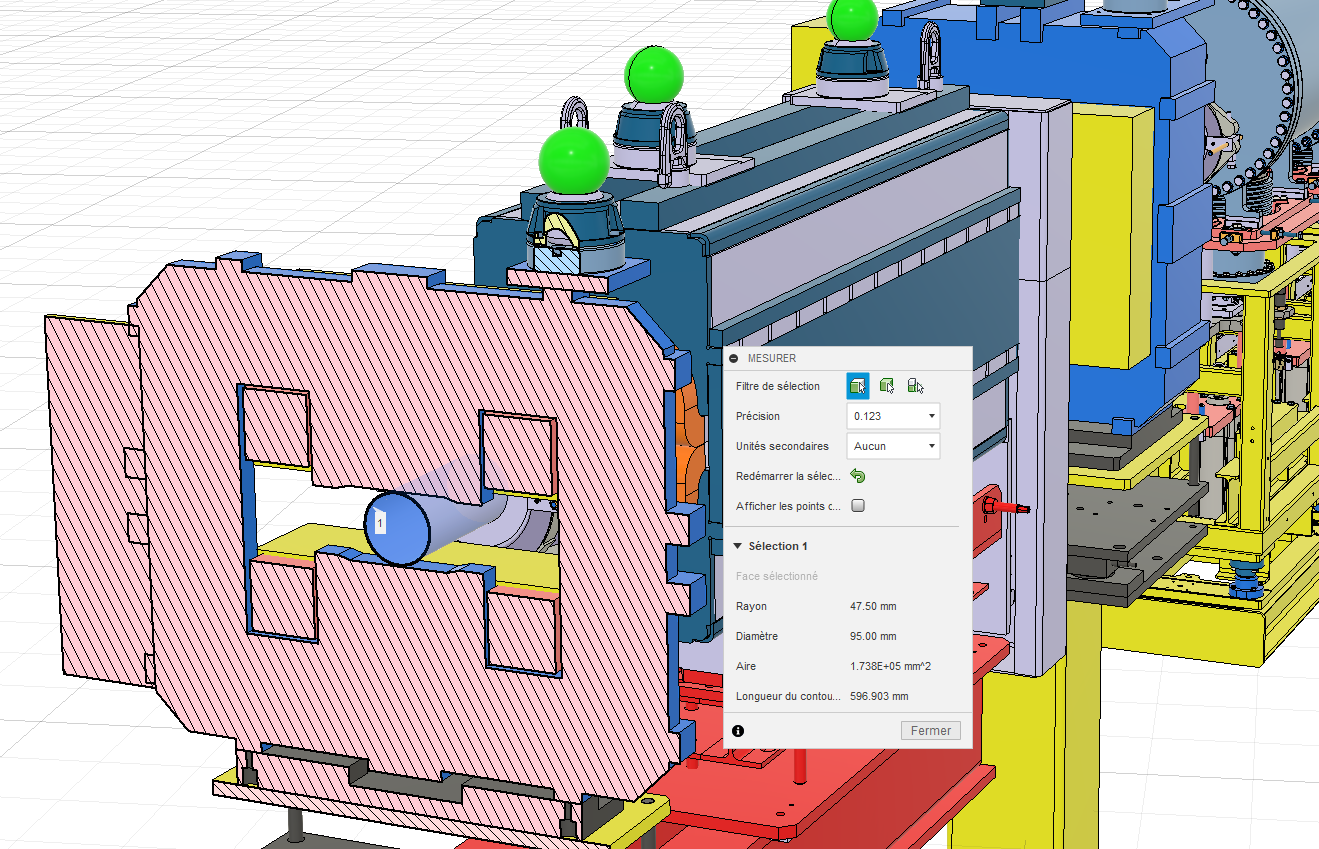 MESURER
Filtre de sélection
Précision 0.123
Unités secondaires Aucun
Redémarrer la sélec...
Afficher les points c...
Sélection 1
Face sélectionné
Rayon 47.50 mm
Diamètre 95.00 mm
Aire 1.738E+05 mm^2
Longueur du contou... 596.903 mm
Fermer
1